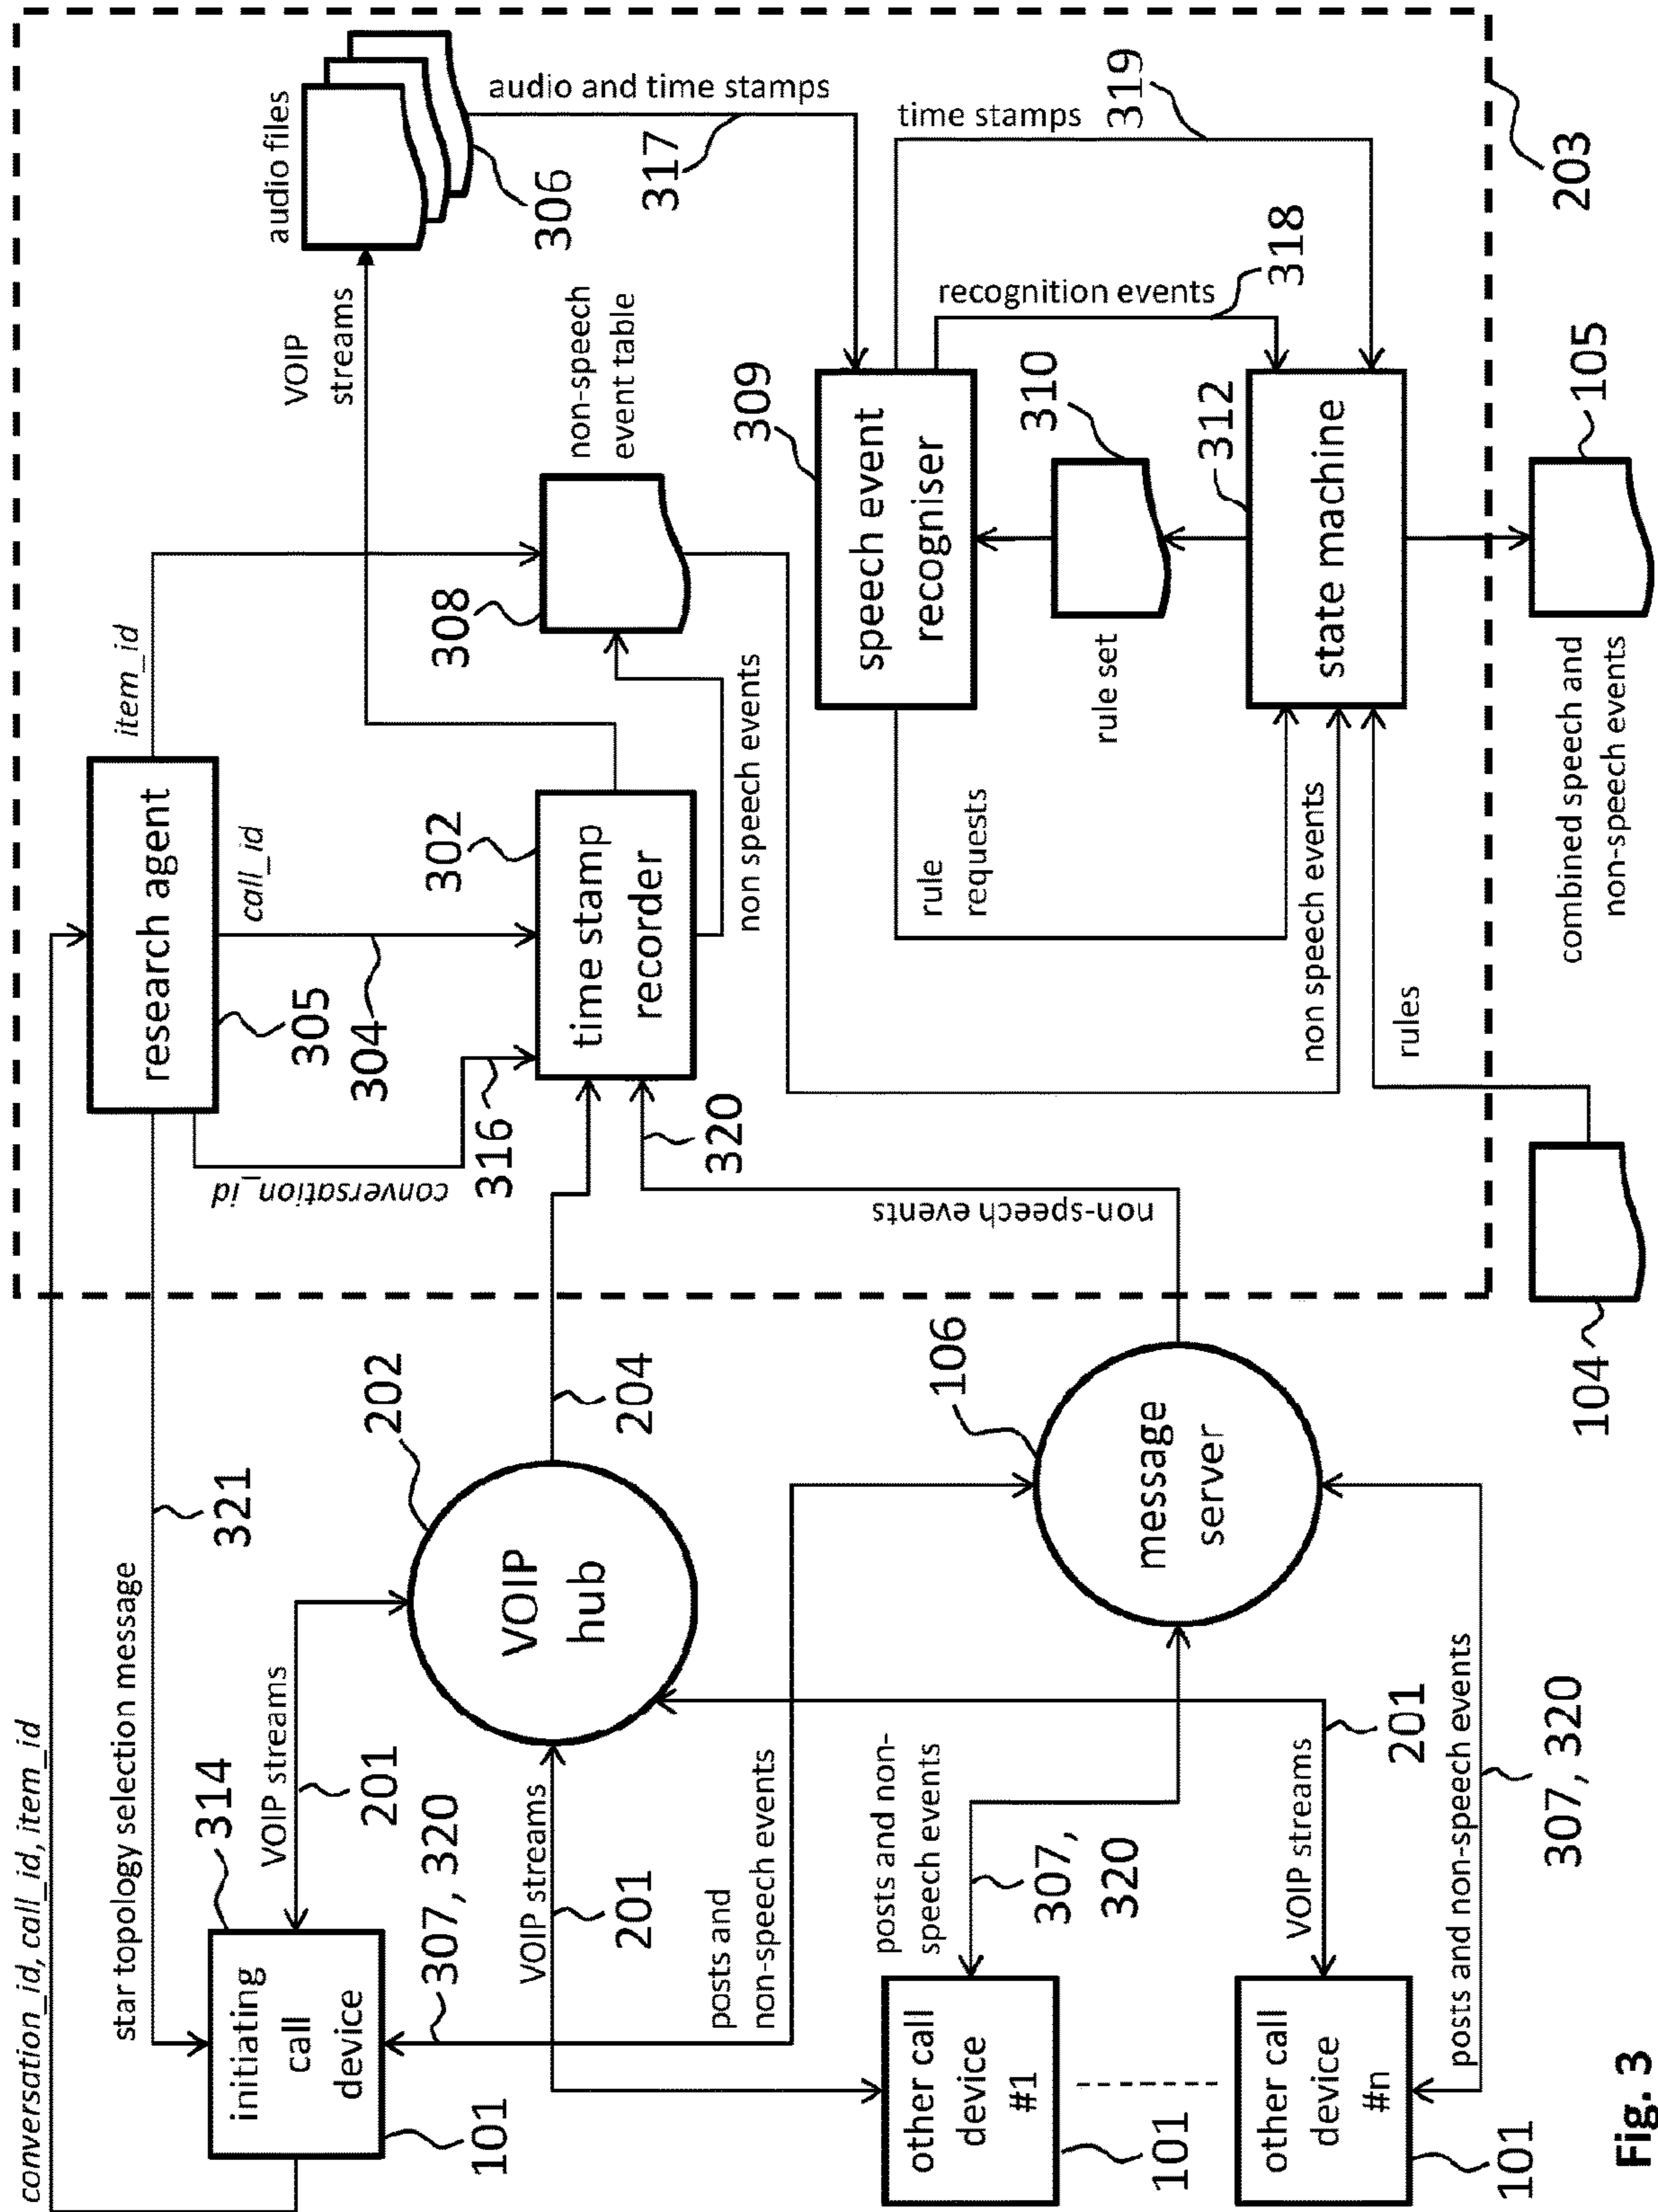 conversation_id, call_id, item_id
star topology selection message
321
initiating
call
device
314
101
VOIP streams
201
307, 320
VOIP streams
201
VOIP
hub
202
204
posts and
non-speech events
posts and non-
speech events
307,
320
other call
device
#1
101
other call
device
#n
101
VOIP streams
201
posts and non-speech events
307, 320
message
server
106
research agent
305
item_id
call_id
304
conversation_id
316
time stamp
recorder
302
320
non-speech events
non speech events
308
non-speech
event table
VOIP
streams
audio files
306
audio and time stamps
317
time stamps
319
recognition events
318
309
speech event
recogniser
310
rule set
rule
requests
312
state machine
non speech events
rules
104
105
combined speech and
non-speech events
203
Fig. 3